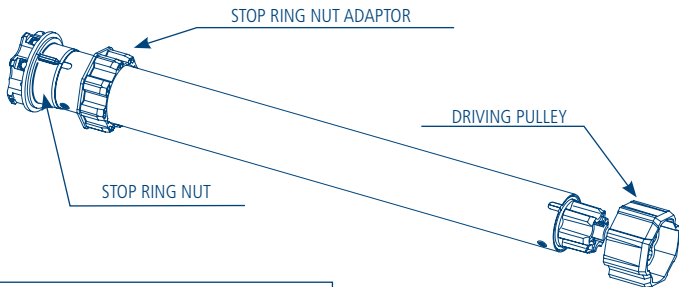 STOP RING NUT ADAPTOR
DRIVING PULLEY
STOP RING NUT